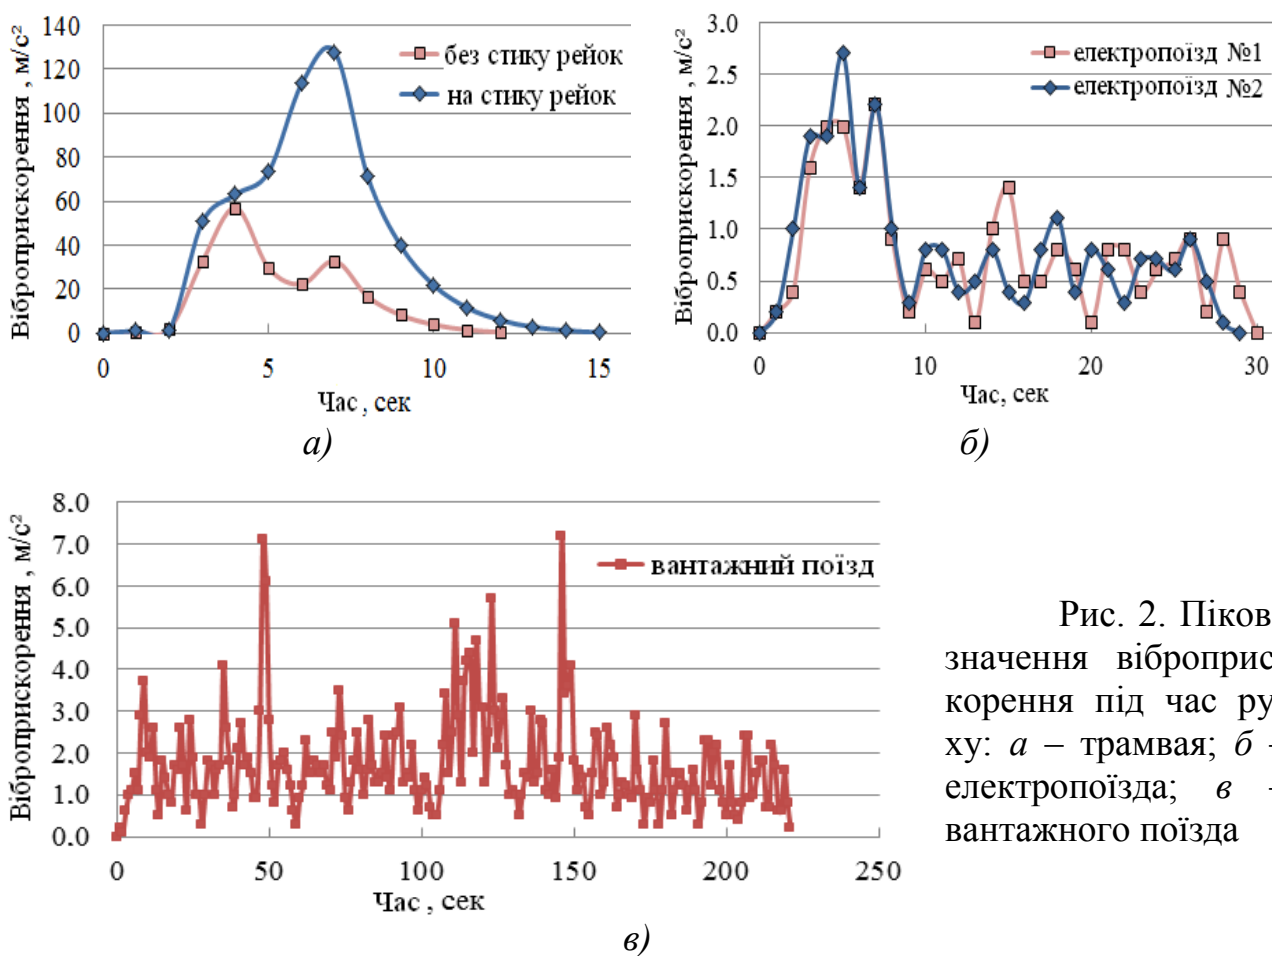 140
120
100
80
60
40
20
0
Віброприскорення , м/с²
без стику рейок
на стику рейок
0 5 10 15
Час , сек
а)
3.0
2.5
2.0
1.5
1.0
0.5
0.0
Віброприскорення , м/с²
електропоїзд №1
електропоїзд №2
0 10 20 30
Час, сек
б)
8.0
7.0
6.0
5.0
4.0
3.0
2.0
1.0
0.0
Віброприскорення , м/с²
вантажний поїзд
0 50 100 150 200 250
Час , сек
в)
Рис. 2. Піков
значення віброприс
корення під час ру
ху: а – трамвая; б –
електропоїзда; в –
вантажного поїзда